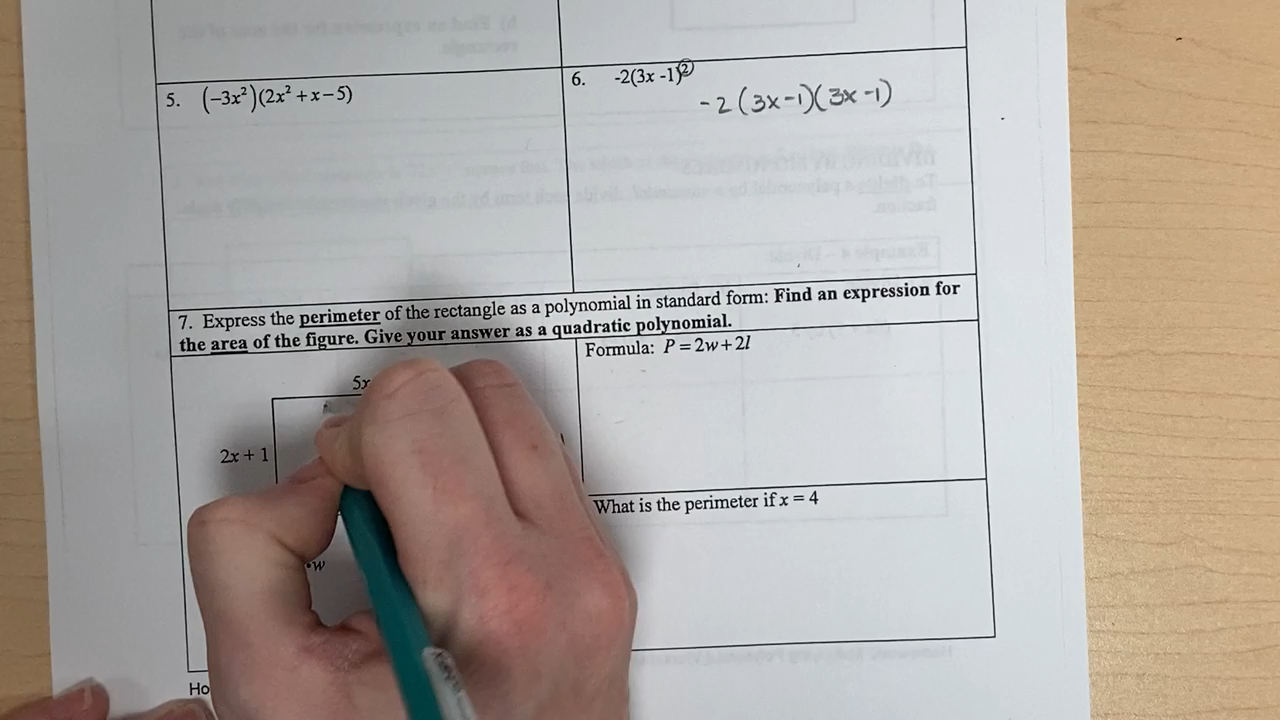 5. (-3x²)(2x² + x - 5)
6. -2(3x -1)²
-2(3x-1)(3x-1)
7. Express the perimeter of the rectangle as a polynomial in standard form: Find an expression for
the area of the figure. Give your answer as a quadratic polynomial.
Formula: P = 2w + 2l
5x
2x + 1
What is the perimeter if x = 4
•w
Ho